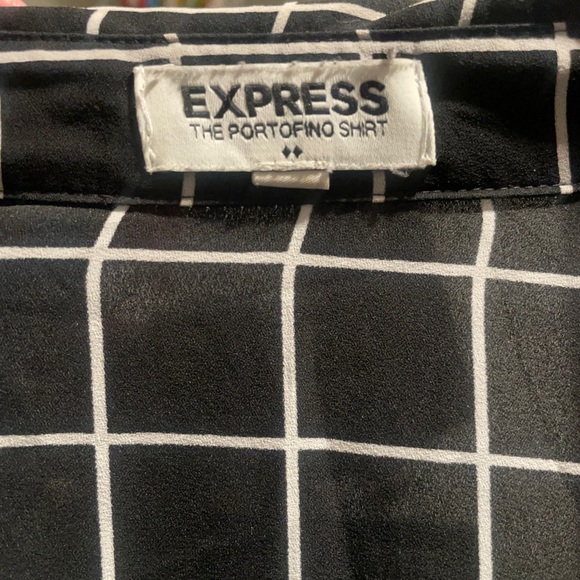 EXPRESS
THE PORTOFINO SHIRT